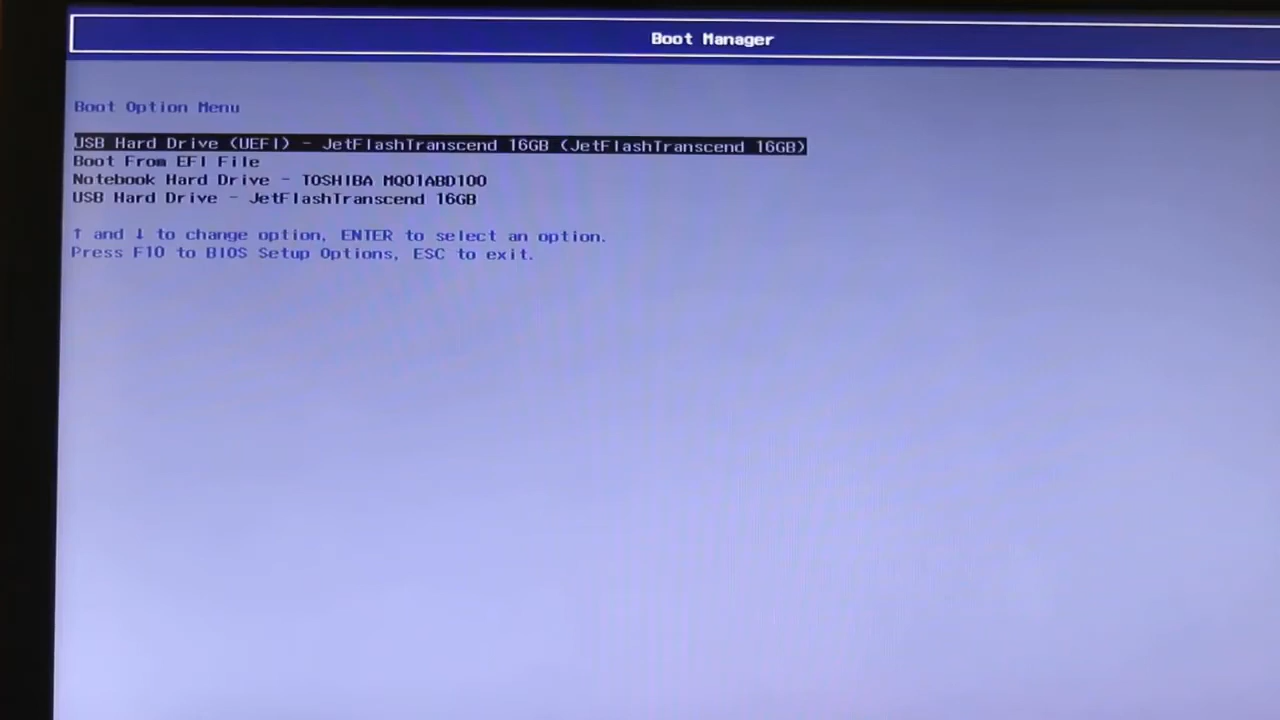 Boot Manager
Boot Option Menu
USB Hard Drive (UEFI) - JetFlashTranscend 16GB (JetFlashTranscend 16GB)
Boot From EFI File
Notebook Hard Drive - TOSHIBA MQ01ABD100
USB Hard Drive - JetFlashTranscend 16GB
↑ and ↓ to change option, ENTER to select an option.
Press F10 to BIOS Setup Options, ESC to exit.